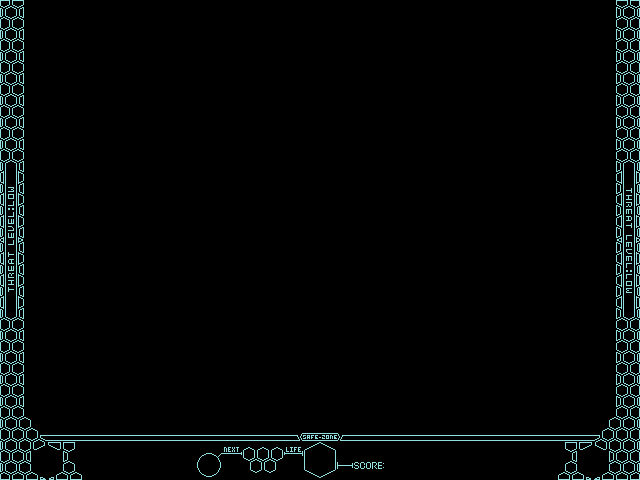 THREAT LEVEL:LOW
THREAT LEVEL:LOW
SAFE-ZONE
NEXT
LIFE
SCORE: